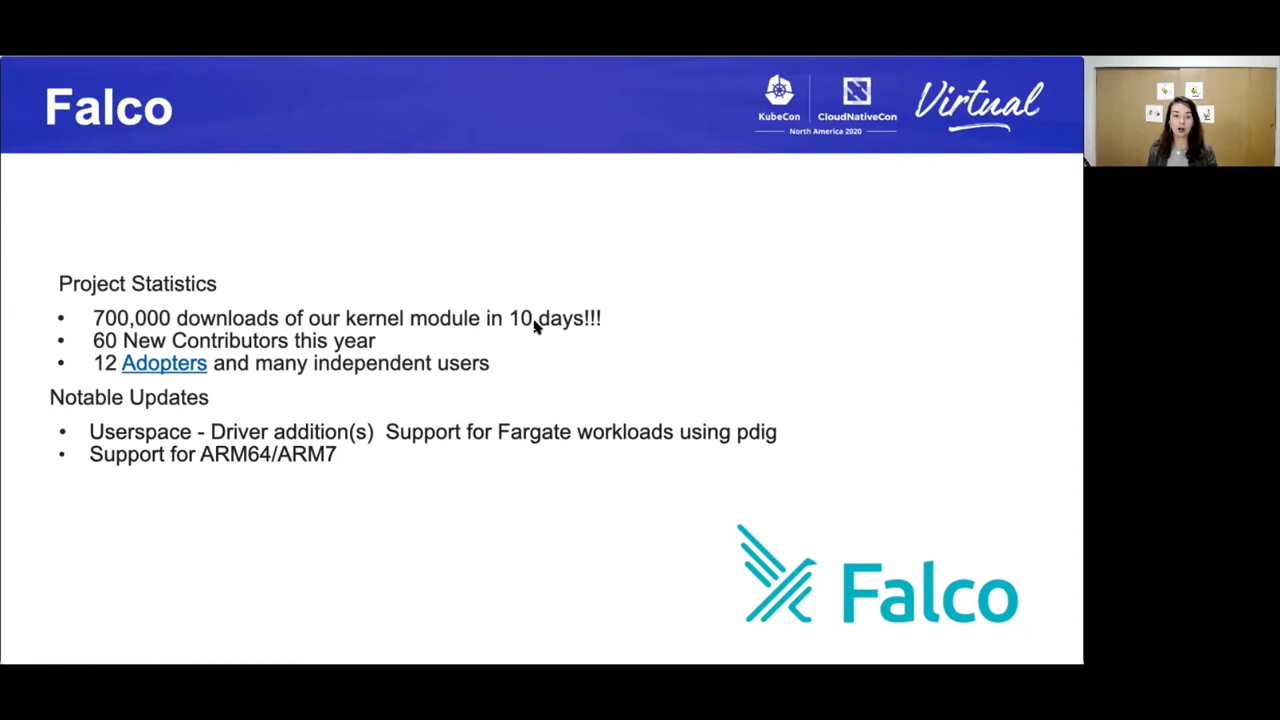 Falco
KubeCon
CloudNativeCon
North America 2020
Virtual
Project Statistics
• 700,000 downloads of our kernel module in 10 days!!!
• 60 New Contributors this year
• 12 Adopters and many independent users
Notable Updates
• Userspace - Driver addition(s)  Support for Fargate workloads using pdig
• Support for ARM64/ARM7
Falco